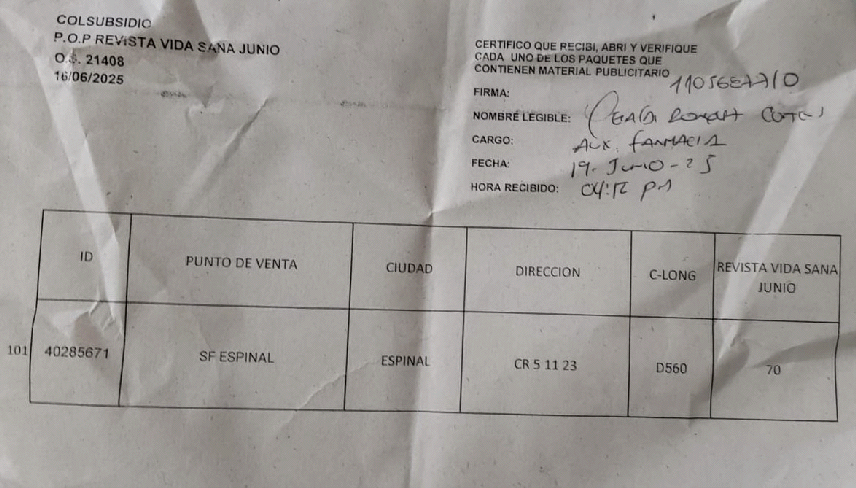 COLSUBSIDIO
P.O.P REVISTA VIDA SANA JUNIO
O.S. 21408
16/06/2025
CERTIFICO QUE RECIBI, ABRI Y VERIFIQUE
CADA UNO DE LOS PAQUETES QUE
CONTIENEN MATERIAL PUBLICITARIO
FIRMA:
NOMBRE LEGIBLE:
CARGO: AUX. FARMACIA
FECHA: 19-Junio-25
HORA RECIBIDO: pm
ID PUNTO DE VENTA CIUDAD DIRECCION C-LONG REVISTA VIDA SANA JUNIO
101 40285671 SF ESPINAL ESPINAL CR 5 11 23 D560 70